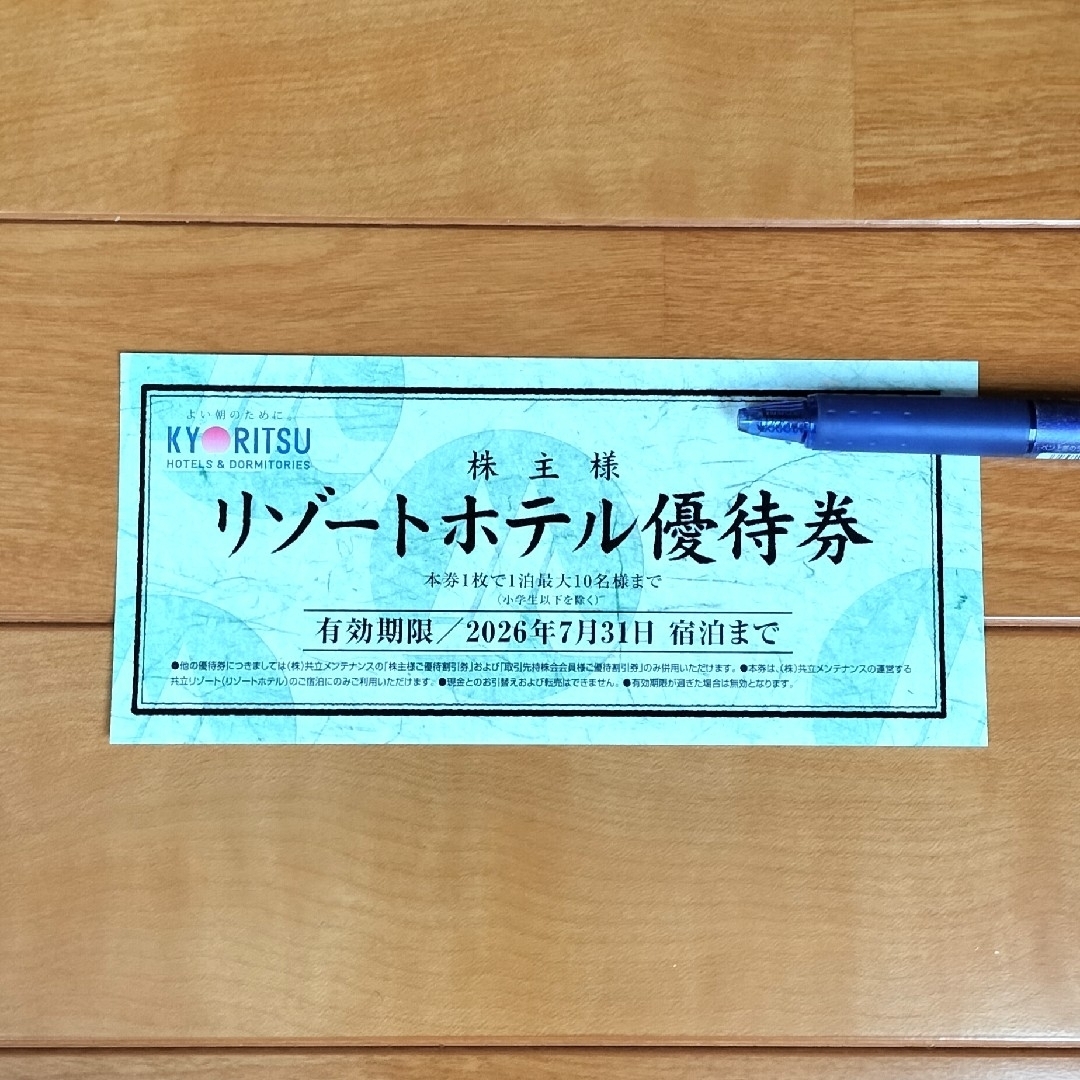 よい朝のために
KYORITSU
HOTELS & DORMITORIES
株主様
リゾートホテル優待券
本券1枚で1泊最大10名様まで
(小学生以下を除く)
有効期限/2026年7月31日 宿泊まで
●他の優待券につきましては(株)共立メンテナンスの「株主様ご優待割引券」および「取引先持株会会員様ご優待割引券」のみ併用いただけます。●本券は、(株)共立メンテナンスの運営する
共立リゾート(リゾートホテル)のご宿泊にのみご利用いただけます。●現金とのお引替えおよび転売はできません。●有効期限が過ぎた場合は無効となります。